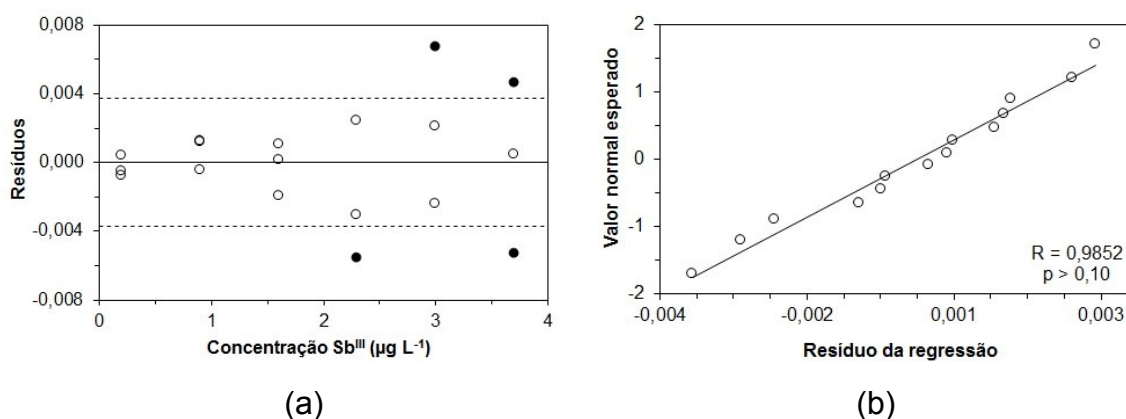 0,008
0,004
0,000
-0,004
-0,008
Resíduos
0
1
2
3
4
Concentração Sbᴵᴵᴵ (µg L⁻¹)
(a)
2
1
0
-1
-2
Valor normal esperado
R = 0,9852
p > 0,10
-0,004
-0,002
0,001
0,003
Resíduo da regressão
(b)